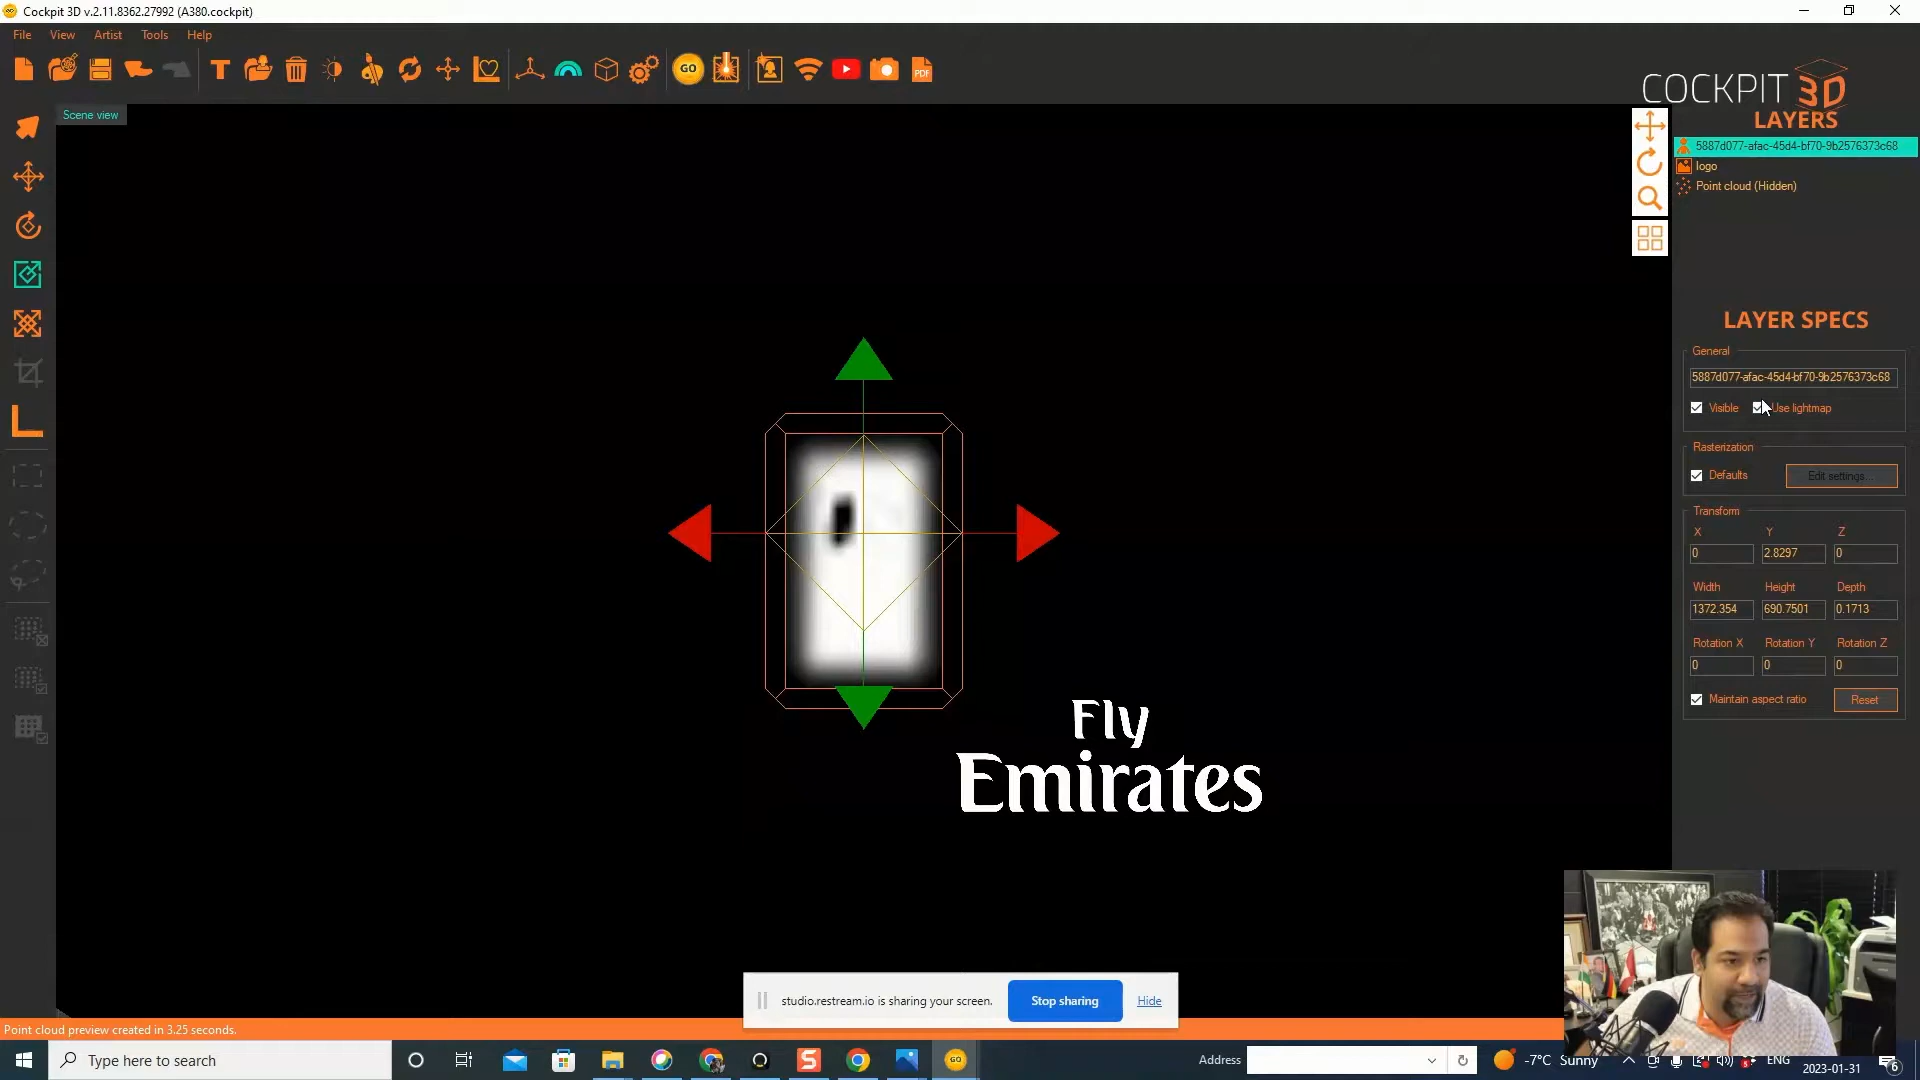 Cockpit 3D v.2.11.8362.27992 (A380.cockpit)
File View Artist Tools Help
GO
PDF
COCKPIT 3D
Scene view
LAYERS
5887d077-afac-45d4-bf70-9b2576373c68
logo
Point cloud (Hidden)
LAYER SPECS
General
5887d077-afac-45d4-bf70-9b2576373c68
Visible Use lightmap
Rasterization
Defaults Edit settings...
Transform
X Y Z
0 2.8297 0
Width Height Depth
1372.354 690.7501 0.1713
Rotation X Rotation Y Rotation Z
0 0 0
Maintain aspect ratio Reset
Fly
Emirates
studio.restream.io is sharing your screen. Stop sharing Hide
Point cloud preview created in 3.25 seconds.
Type here to search
GO
Address
-7°C Sunny
ENG
2023-01-31
6